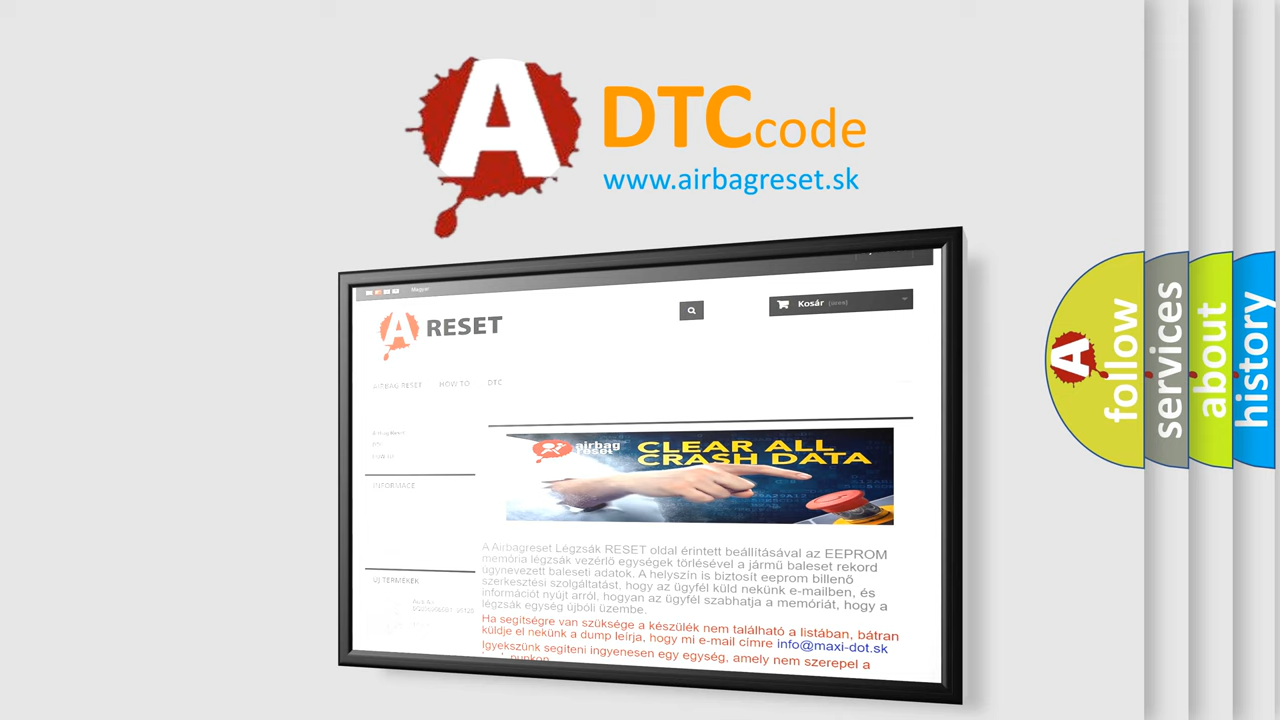 A DTCcode
www.airbagreset.sk
Magyar
A RESET
Kosár (üres)
AIRBAG RESET HOW TO DTC
INFORMACE
airbag
reset
CLEAR ALL
CRASH DATA
A Airbagreset Légzsák RESET oldal érintett beállításával az EEPROM
memória légzsák vezérlő egységek törlésével a jármű baleset rekord
úgynevezett baleseti adatok. A helyszín is biztosít eeprom billenő
szerkesztési szolgáltatást, hogy az ügyfél küld nekünk e-mailben, és
információt nyújt arról, hogyan az ügyfél szabhatja a memóriát, hogy a
légzsák egység újbóli üzembe.
Ha segítségre van szüksége a készülék nem található a listában, bátran
küldje el nekünk a dump leírja, hogy mi e-mail címre info@maxi-dot.sk
Igyekszünk segíteni ingyenesen egy egység, amely nem szerepel a
ÚJ TERMÉKEK
A
follow
services
about
history